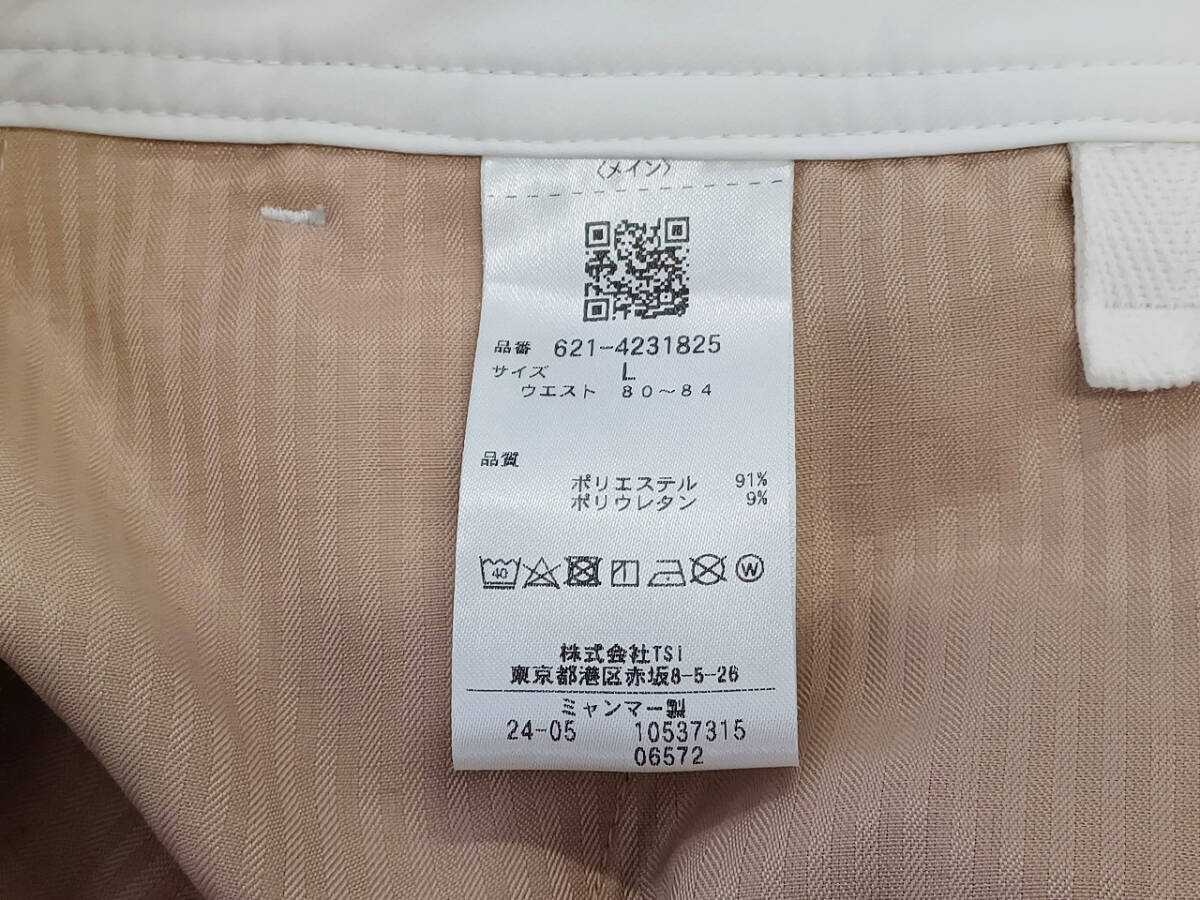 〈メイン〉
品番 621-4231825
サイズ L
ウエスト 80～84
品質
ポリエステル 91%
ポリウレタン 9%
40
W
株式会社TSI
東京都港区赤坂8-5-26
ミャンマー製
24-05 10537315
06572